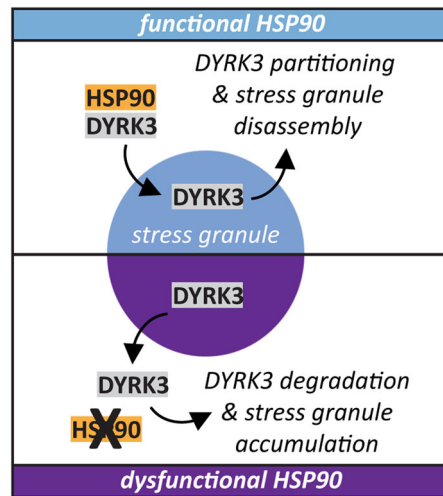 functional HSP90
DYRK3 partitioning
& stress granule
disassembly
HSP90
DYRK3
DYRK3
stress granule
DYRK3
DYRK3
HSP90
DYRK3 degradation
& stress granule
accumulation
dysfunctional HSP90